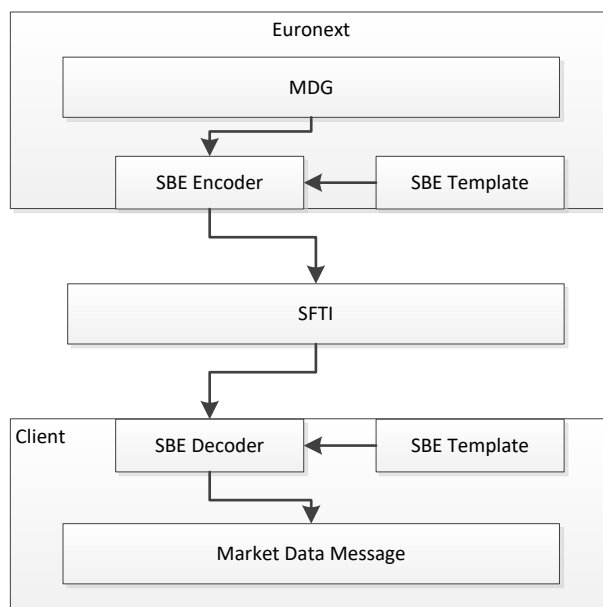 Euronext
MDG
SBE Encoder
SBE Template
SFTI
Client
SBE Decoder
SBE Template
Market Data Message